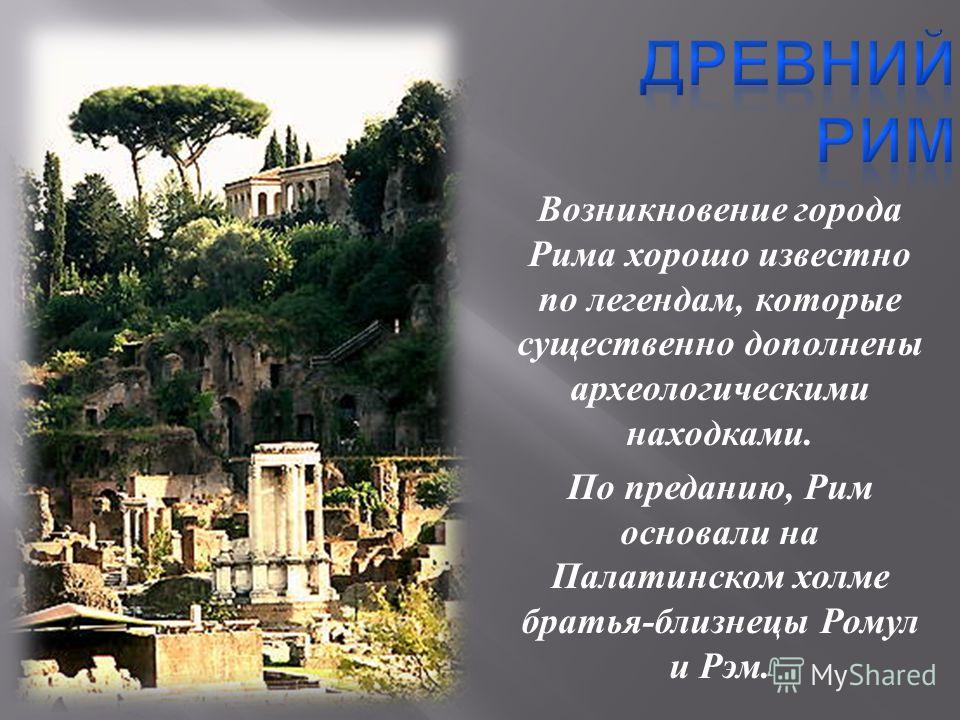 ДРЕВНИЙ
РИМ
Возникновение города
Рима хорошо известно
по легендам, которые
существенно дополнены
археологическими
находками.
По преданию, Рим
основали на
Палатинском холме
братья-близнецы Ромул
и Рэм.
MyShared